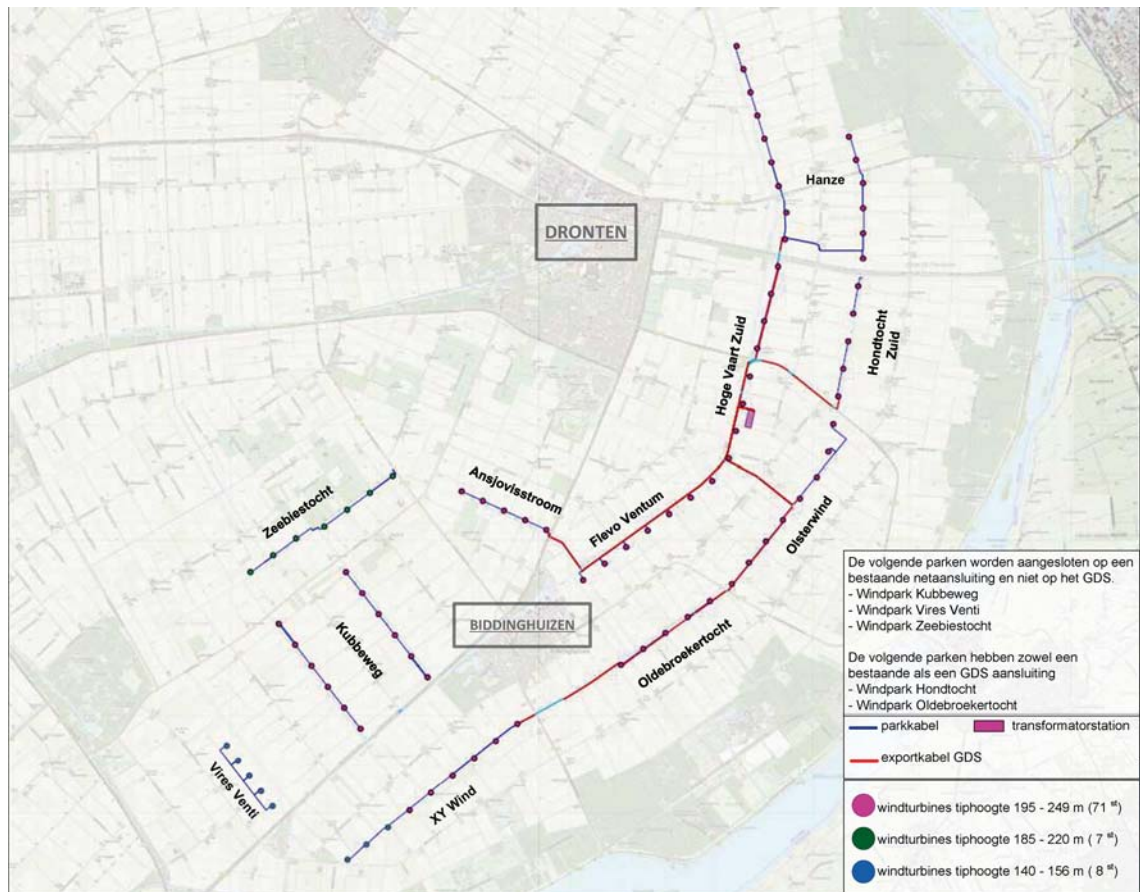 Hanze
DRONTEN
Hondtocht
Zuid
Hoge Vaart Zuid
Ansjovisstroom
Zeebiestocht
Flevo Ventum
Olsterwind
BIDDINGHUIZEN
Kubbeweg
Oldebroekertocht
Vires Venti
XY Wind
De volgende parken worden aangesloten op een
bestaande netaansluiting en niet op het GDS.
- Windpark Kubbeweg
- Windpark Vires Venti
- Windpark Zeebiestocht
De volgende parken hebben zowel een
bestaande als een GDS aansluiting
- Windpark Hondtocht
- Windpark Oldebroekertocht
parkkabel transformatorstation
exportkabel GDS
windturbines tiphoogte 195 - 249 m (71 st)
windturbines tiphoogte 185 - 220 m ( 7 st)
windturbines tiphoogte 140 - 156 m ( 8 st)